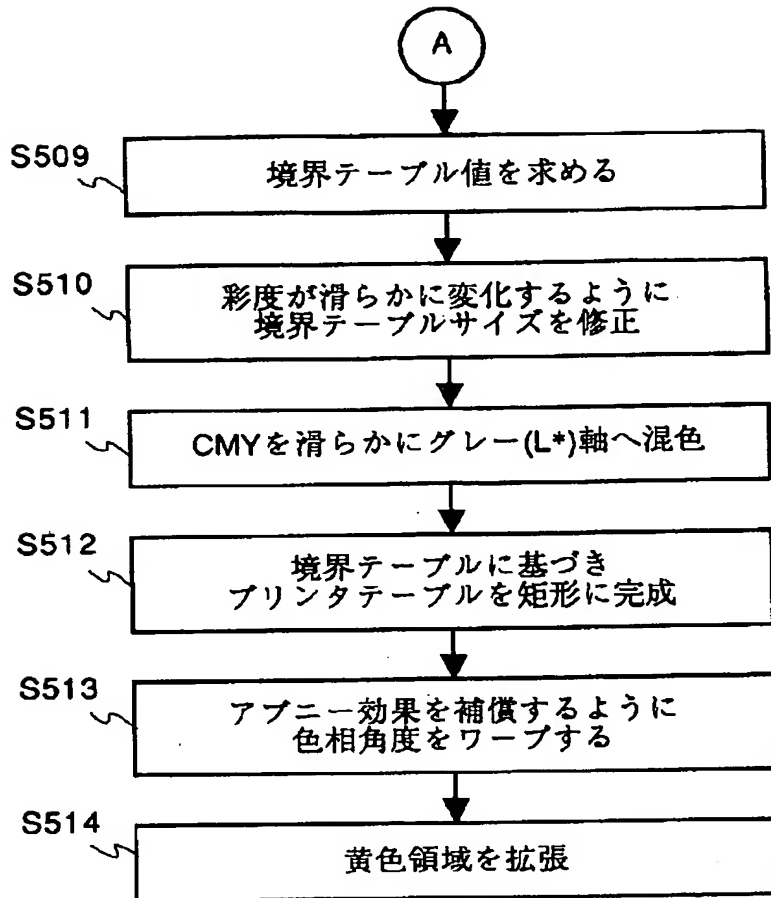 A
S509
境界テーブル値を求める
S510
彩度が滑らかに変化するように
境界テーブルサイズを修正
S511
CMYを滑らかにグレー(L*)軸へ混色
S512
境界テーブルに基づき
プリンタテーブルを矩形に完成
S513
アブニー効果を補償するように
色相角度をワープする
S514
黄色領域を拡張